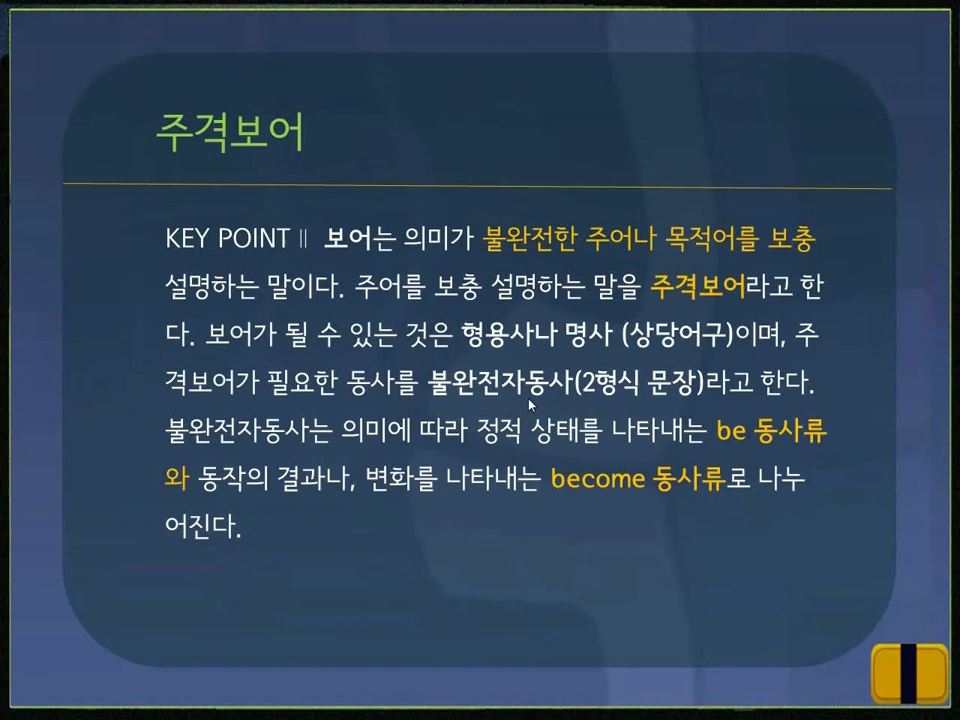 주격보어
KEY POINT || 보어는 의미가 불완전한 주어나 목적어를 보충
설명하는 말이다. 주어를 보충 설명하는 말을 주격보어라고 한
다. 보어가 될 수 있는 것은 형용사나 명사 (상당어구)이며, 주
격보어가 필요한 동사를 불완전자동사(2형식 문장)라고 한다.
불완전자동사는 의미에 따라 정적 상태를 나타내는 be 동사류
와 동작의 결과나, 변화를 나타내는 become 동사류로 나누
어진다.